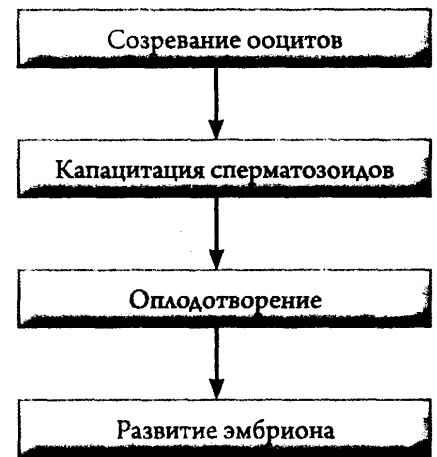 Созревание ооцитов
Капацитация сперматозоидов
Оплодотворение
Развитие эмбриона